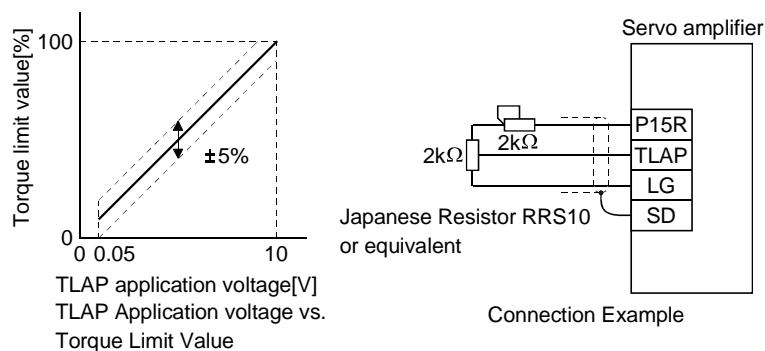 Torque limit value[%]
100
±5%
0
0 0.05
10
TLAP application voltage[V]
TLAP Application voltage vs.
Torque Limit Value
Servo amplifier
2kΩ
2kΩ
P15R
TLAP
LG
SD
Japanese Resistor RRS10
or equivalent
Connection Example